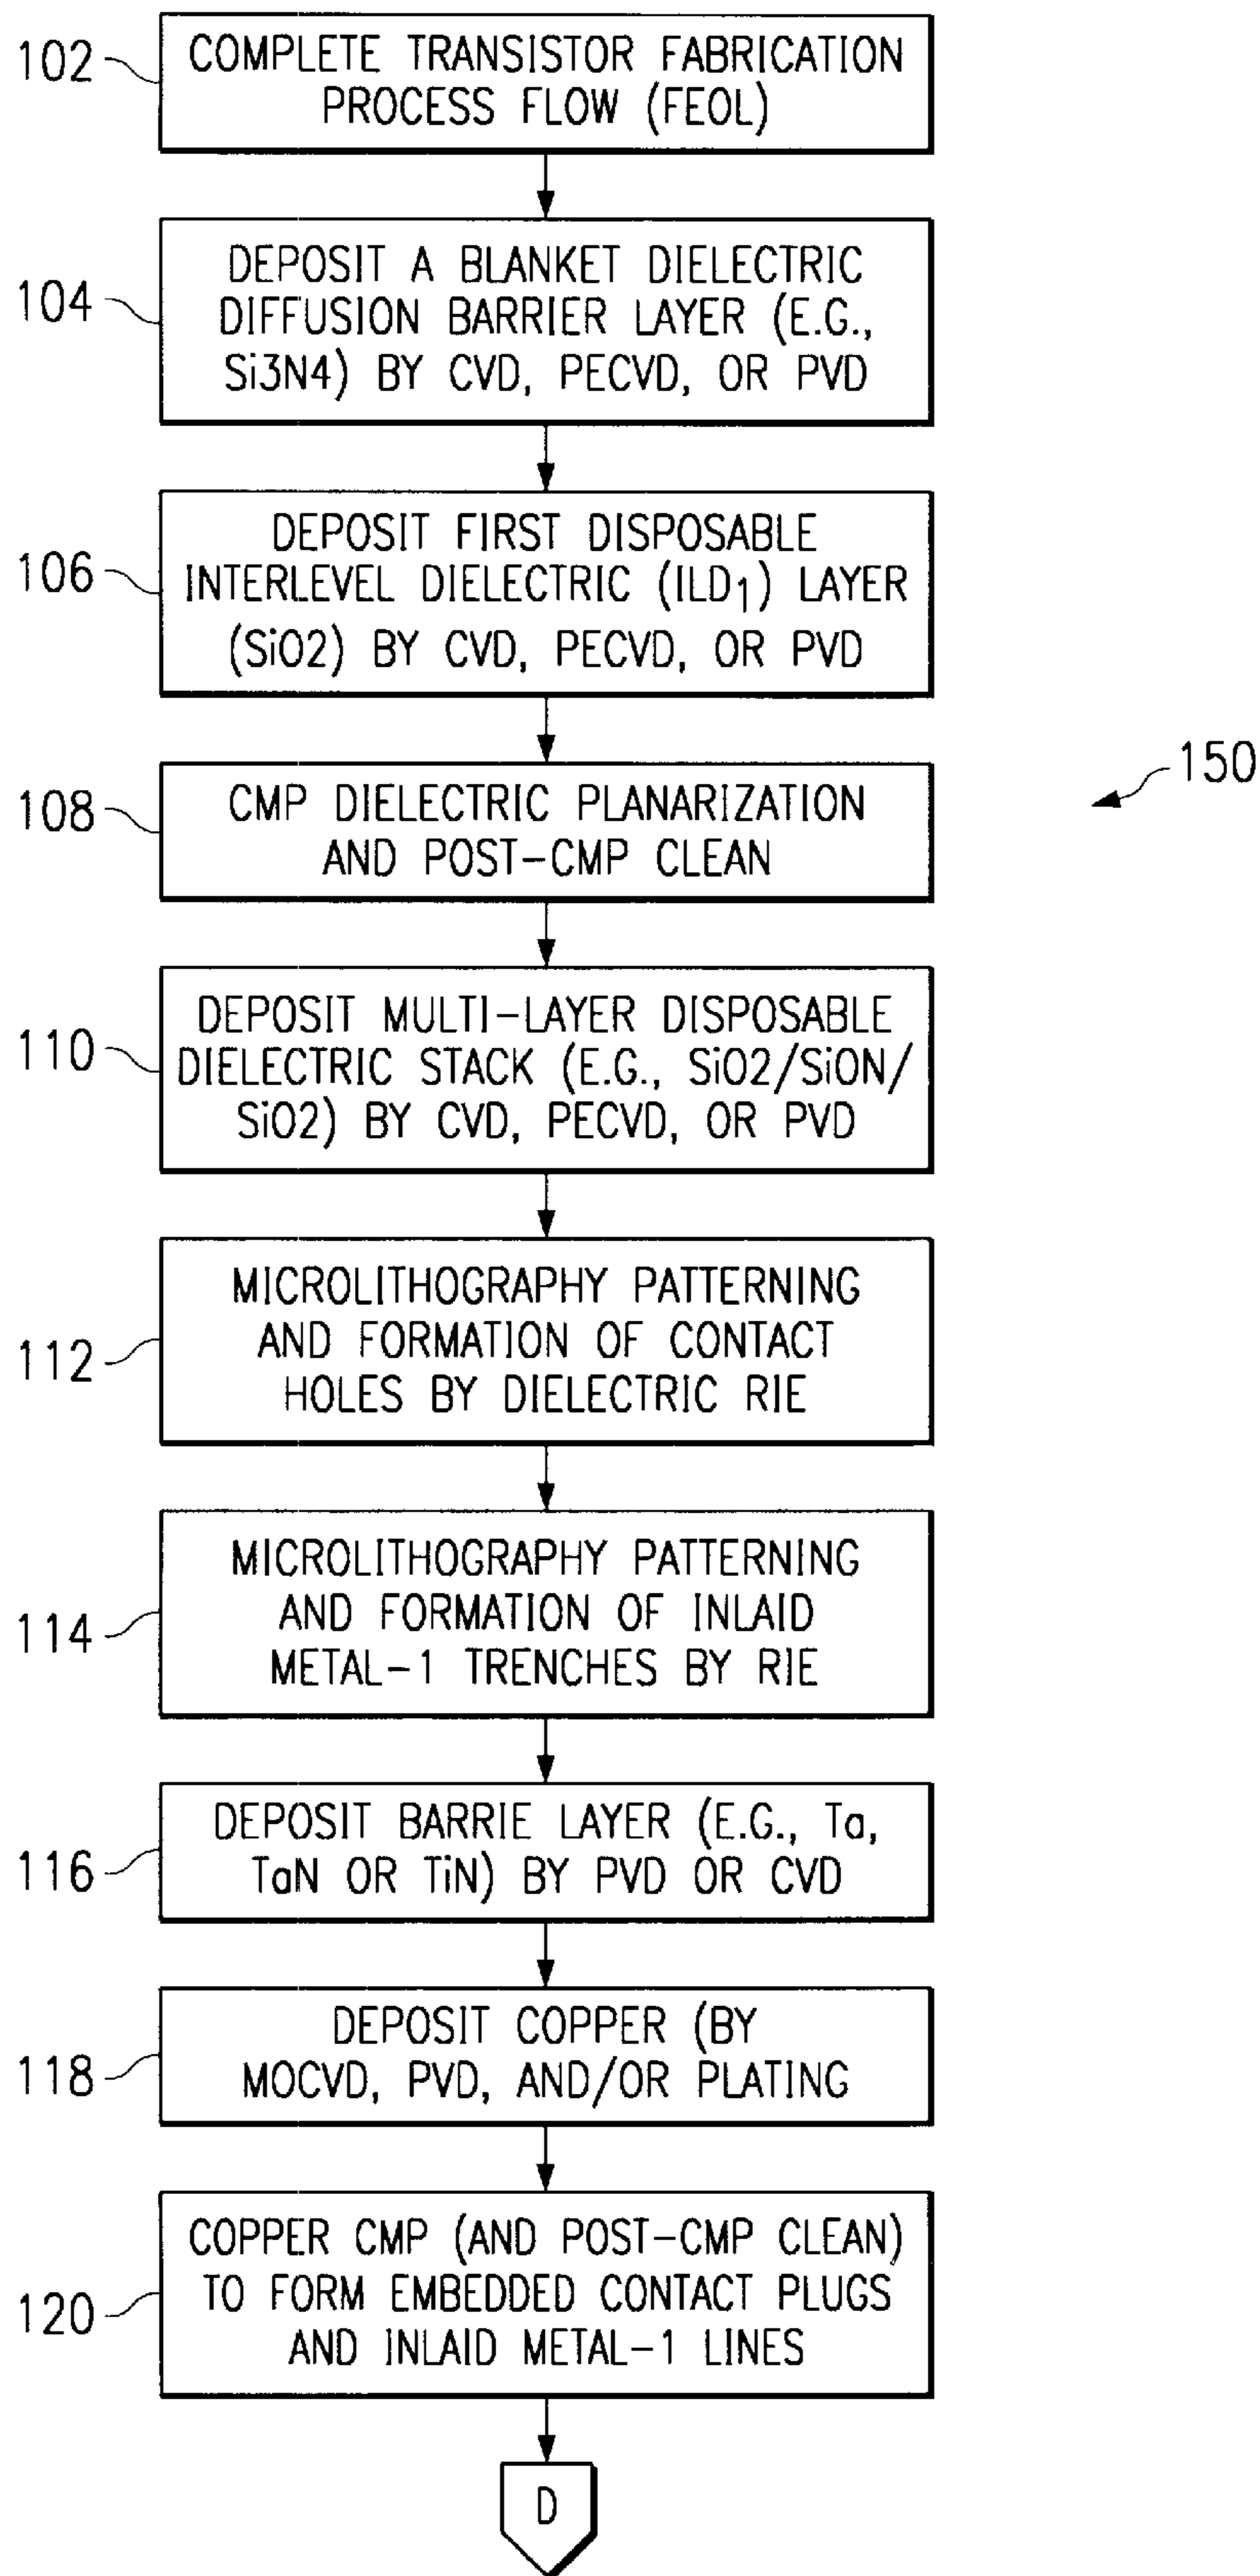 102
COMPLETE TRANSISTOR FABRICATION
PROCESS FLOW (FEOL)
104
DEPOSIT A BLANKET DIELECTRIC
DIFFUSION BARRIER LAYER (E.G.,
Si3N4) BY CVD, PECVD, OR PVD
106
DEPOSIT FIRST DISPOSABLE
INTERLEVEL DIELECTRIC (ILD1) LAYER
(SiO2) BY CVD, PECVD, OR PVD
150
108
CMP DIELECTRIC PLANARIZATION
AND POST-CMP CLEAN
110
DEPOSIT MULTI-LAYER DISPOSABLE
DIELECTRIC STACK (E.G., SiO2/SiON/
SiO2) BY CVD, PECVD, OR PVD
112
MICROLITHOGRAPHY PATTERNING
AND FORMATION OF CONTACT
HOLES BY DIELECTRIC RIE
114
MICROLITHOGRAPHY PATTERNING
AND FORMATION OF INLAID
METAL-1 TRENCHES BY RIE
116
DEPOSIT BARRIE LAYER (E.G., Ta,
TaN OR TiN) BY PVD OR CVD
118
DEPOSIT COPPER (BY
MOCVD, PVD, AND/OR PLATING
120
COPPER CMP (AND POST-CMP CLEAN)
TO FORM EMBEDDED CONTACT PLUGS
AND INLAID METAL-1 LINES
D